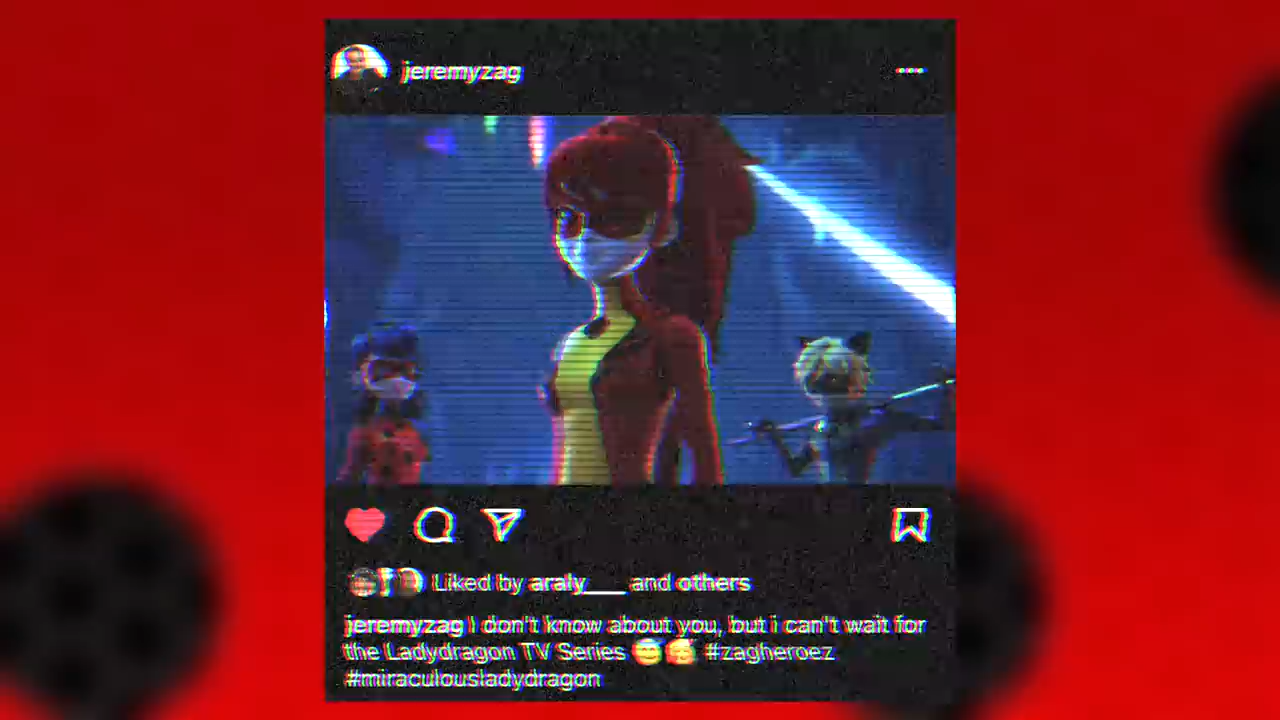 jeremyzag
Liked by araly___ and others
jeremyzag I don't know about you, but i can't wait for
the Ladydragon TV Series 😇🥰 #zagheroez
#miraculousladydragon